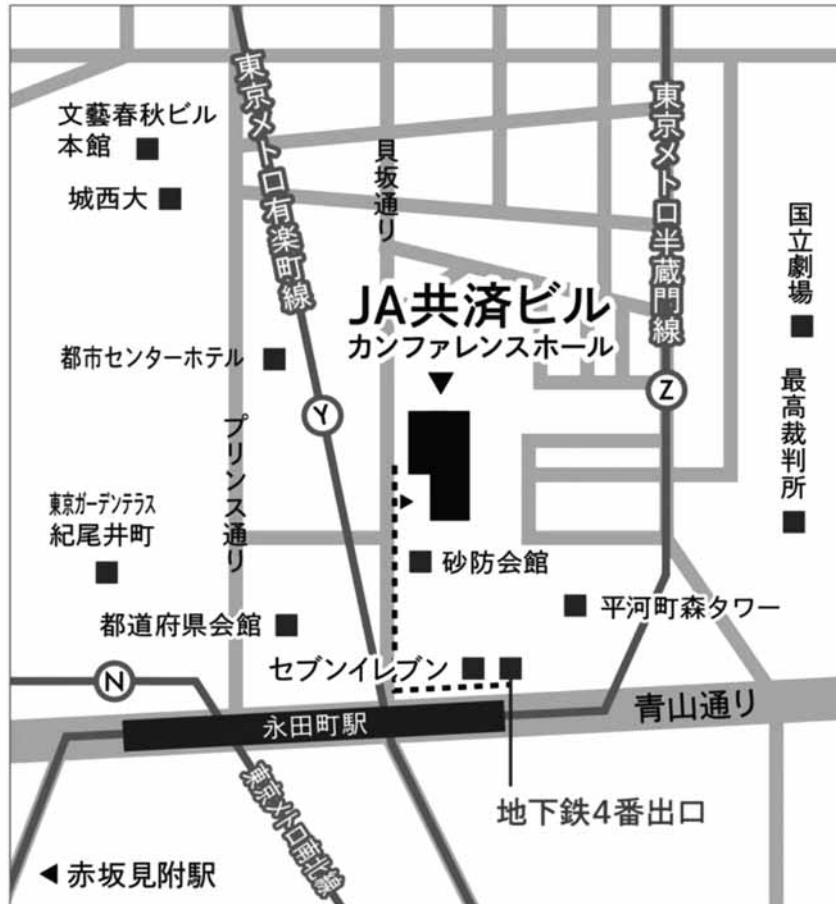 東京メトロ有楽町線
東京メトロ半蔵門線
文藝春秋ビル
本館
城西大
貝坂通り
国立劇場
JA共済ビル
カンファレンスホール
都市センターホテル
Y
Z
最高裁判所
プリンス通り
東京ガーデンテラス
紀尾井町
砂防会館
平河町森タワー
都道府県会館
セブンイレブン
N
青山通り
永田町駅
地下鉄4番出口
東京メトロ南北線
赤坂見附駅